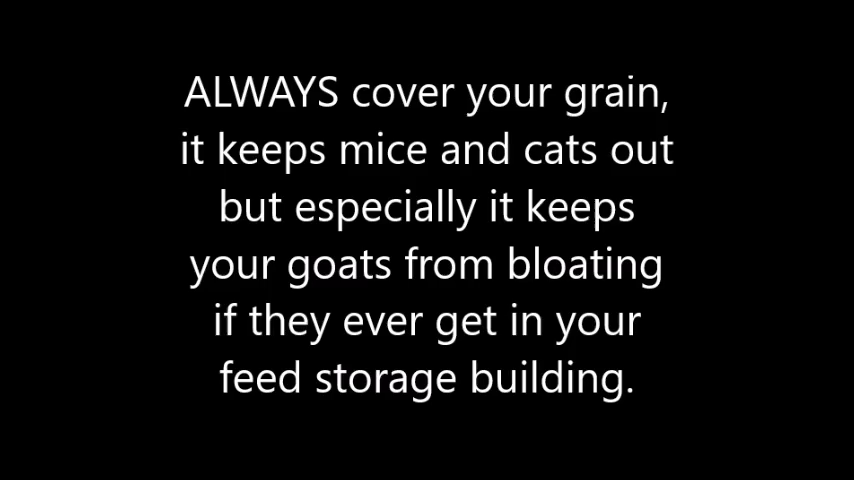 ALWAYS cover your grain,
it keeps mice and cats out
but especially it keeps
your goats from bloating
if they ever get in your
feed storage building.